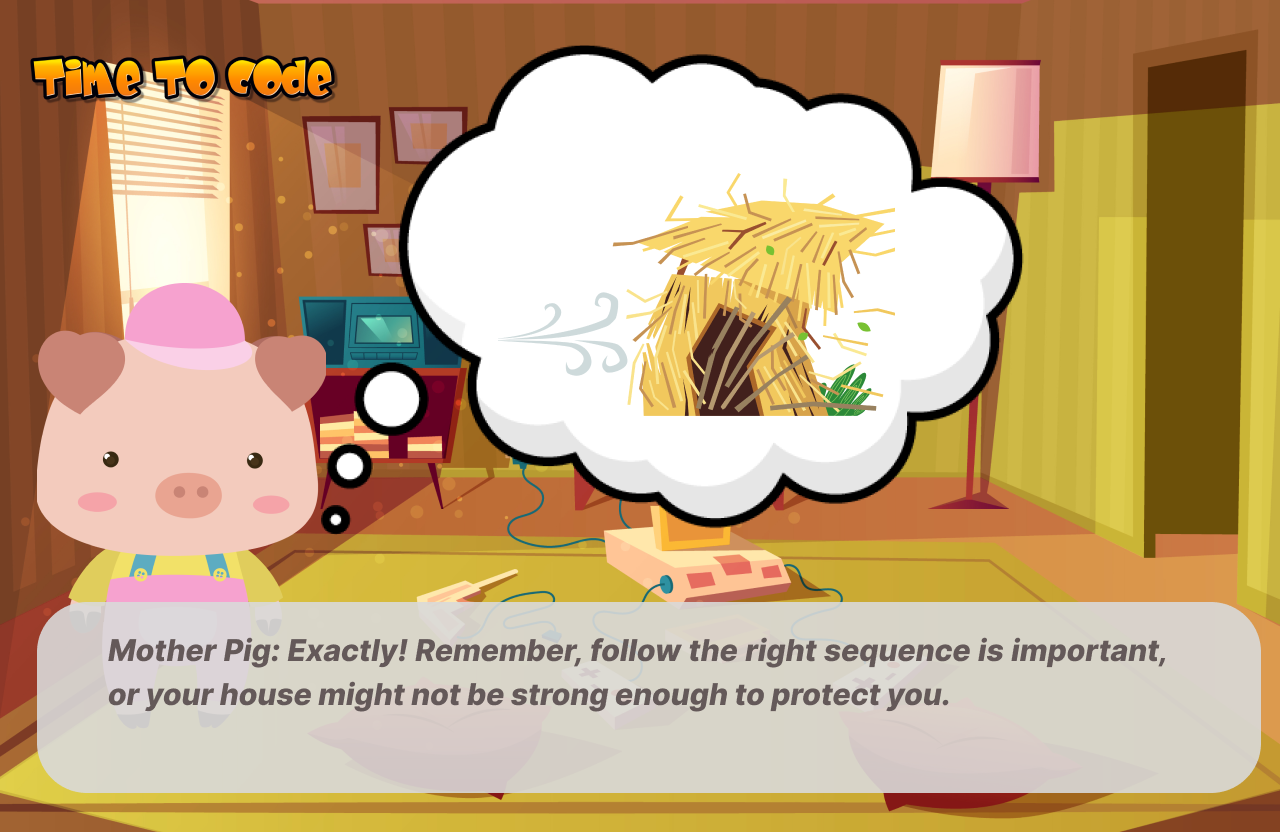 Time To Code
Mother Pig: Exactly! Remember, follow the right sequence is important,
or your house might not be strong enough to protect you.